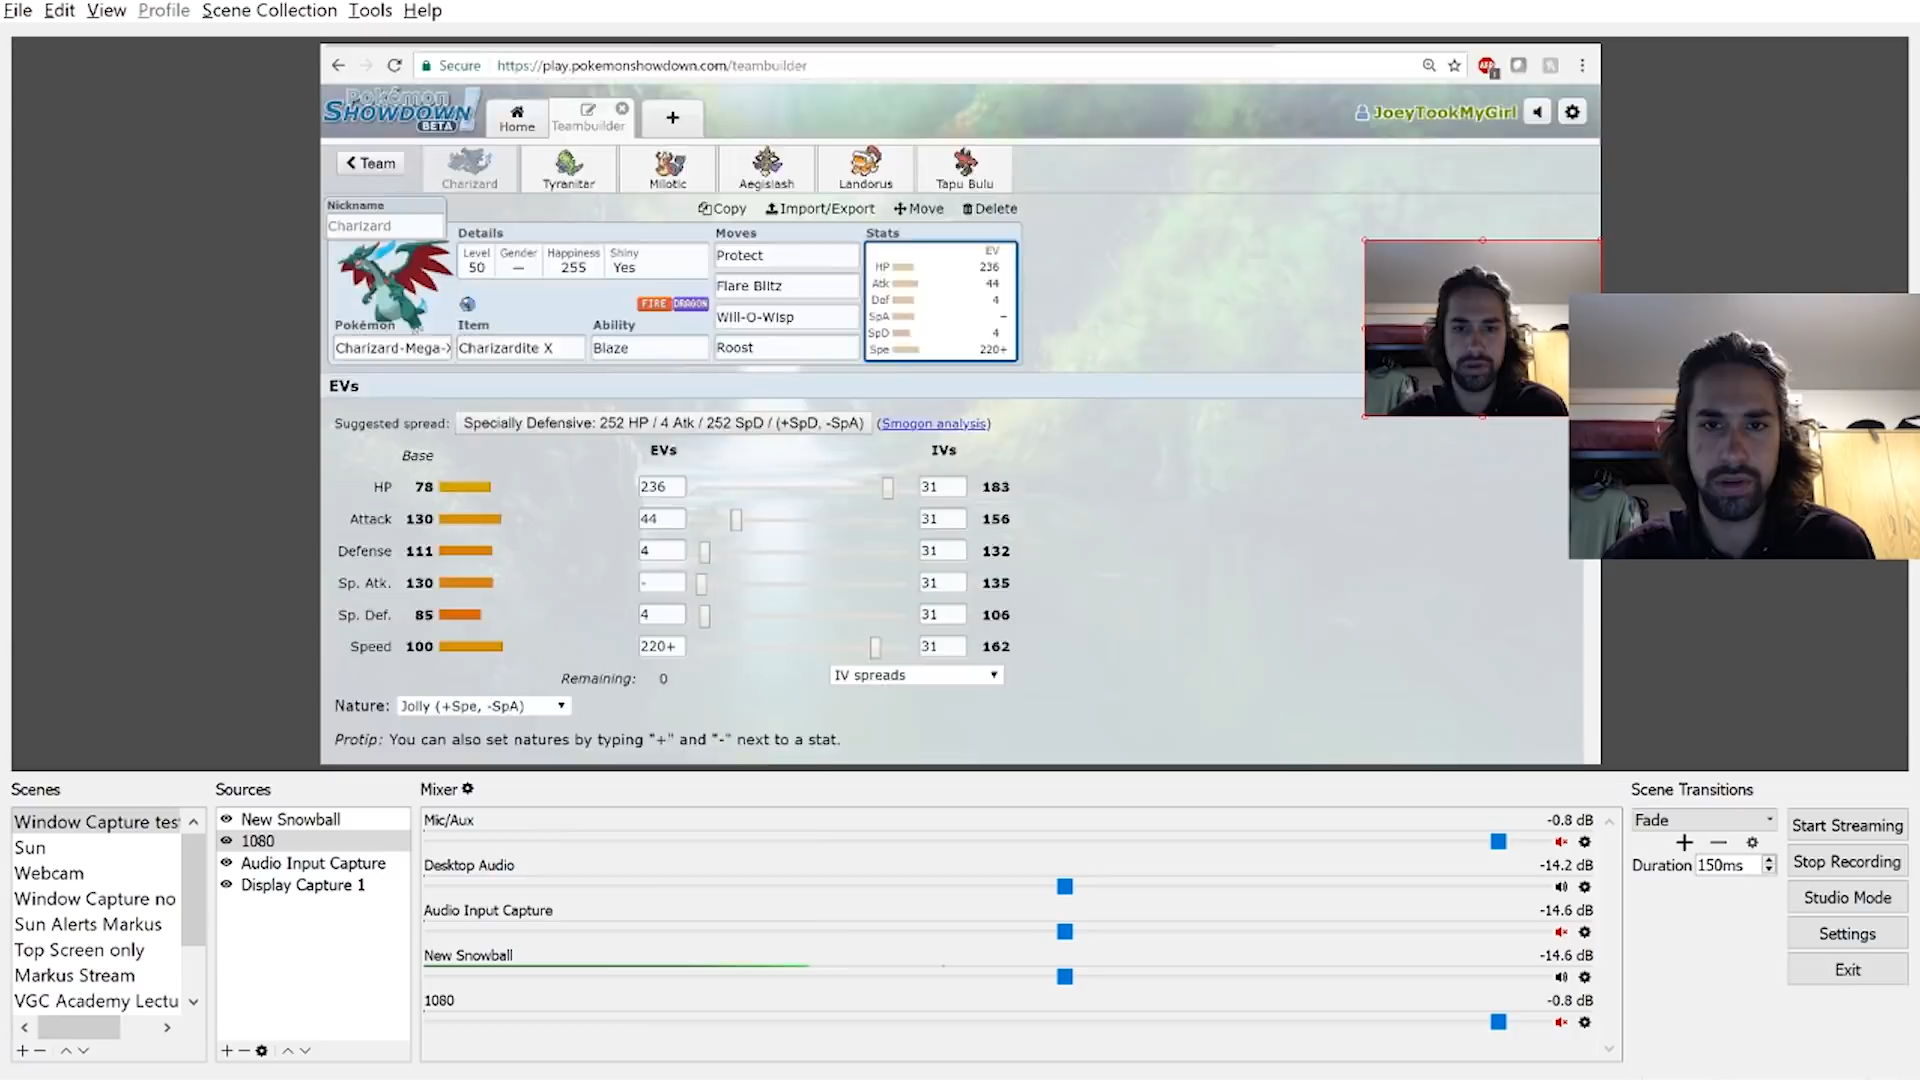 File Edit View Profile Scene Collection Tools Help
Secure https://play.pokemonshowdown.com/teambuilder
Pokémon
SHOWDOWN!
BETA
Home
Teambuilder
+
JoeyTookMyGirl
Team
Charizard
Tyranitar
Milotic
Aegislash
Landorus
Tapu Bulu
Copy Import/Export Move Delete
Nickname
Charizard
Details
Level Gender Happiness Shiny
50 — 255 Yes
FIRE DRAGON
Pokémon Item Ability
Charizard-Mega-X Charizardite X Blaze
Moves
Protect
Flare Blitz
Will-O-Wisp
Roost
Stats
EV
HP 236
Atk 44
Def 4
SpA –
SpD 4
Spe 220+
EVs
Suggested spread: Specially Defensive: 252 HP / 4 Atk / 252 SpD / (+SpD, -SpA) (Smogon analysis)
Base EVs IVs
HP 78 236 31 183
Attack 130 44 31 156
Defense 111 4 31 132
Sp. Atk. 130 - 31 135
Sp. Def. 85 4 31 106
Speed 100 220+ 31 162
Remaining: 0 IV spreads
Nature: Jolly (+Spe, -SpA)
Protip: You can also set natures by typing "+" and "-" next to a stat.
Scenes
Window Capture tes
Sun
Webcam
Window Capture no
Sun Alerts Markus
Top Screen only
Markus Stream
VGC Academy Lectu
Sources
New Snowball
1080
Audio Input Capture
Display Capture 1
Mixer
Mic/Aux -0.8 dB
Desktop Audio -14.2 dB
Audio Input Capture -14.6 dB
New Snowball -14.6 dB
1080 -0.8 dB
Scene Transitions
Fade
Duration 150ms
Start Streaming
Stop Recording
Studio Mode
Settings
Exit